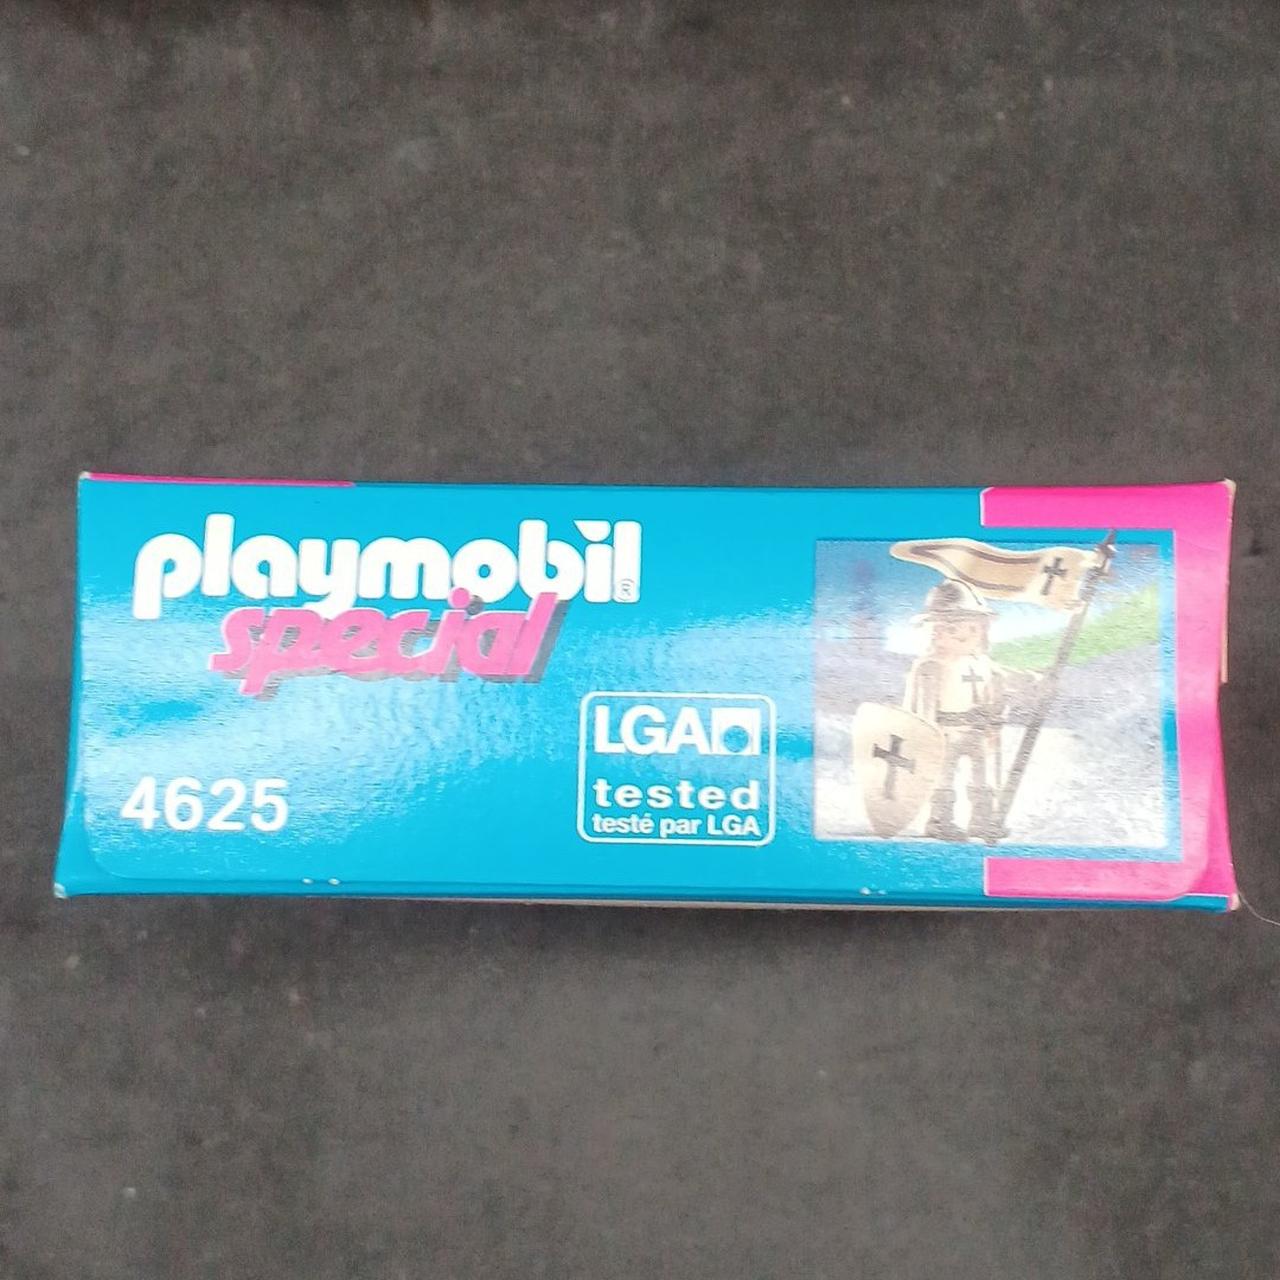 playmobil®
special
4625
LGA
tested
testé par LGA